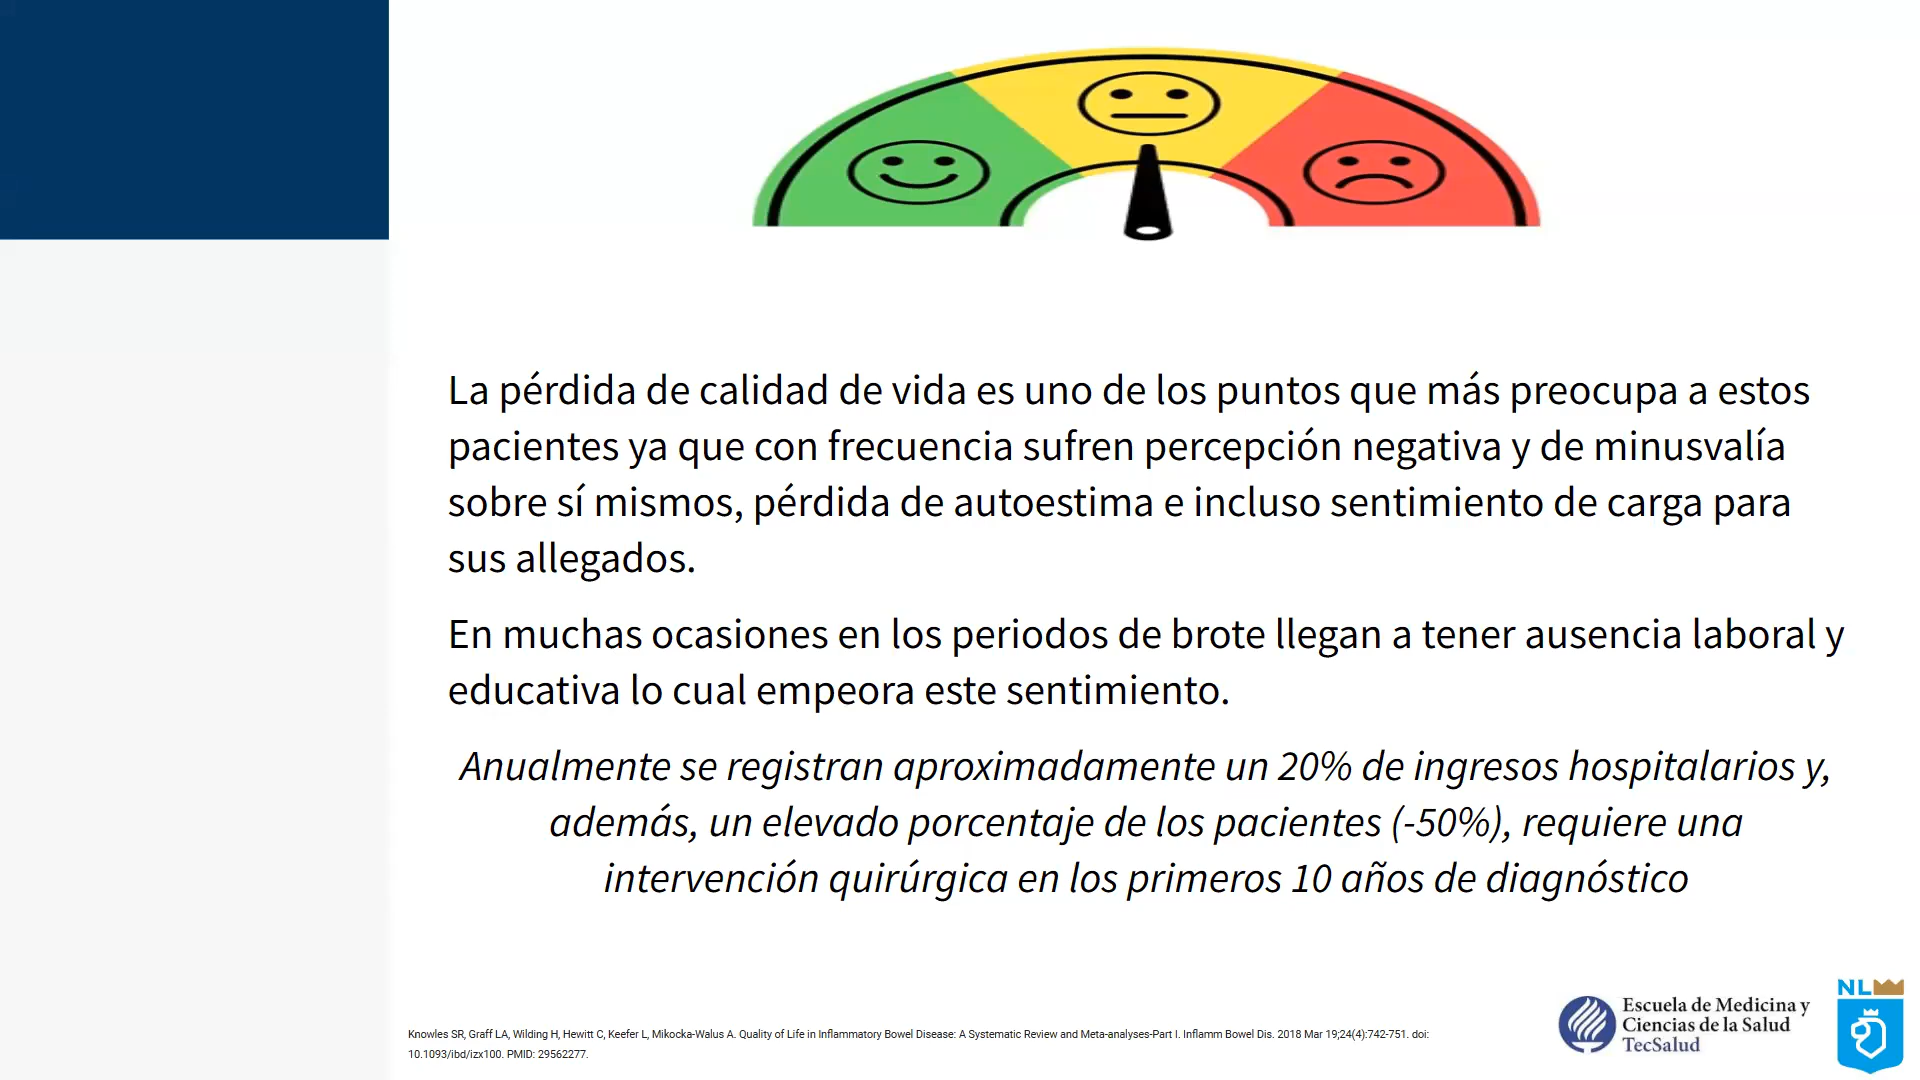 La pérdida de calidad de vida es uno de los puntos que más preocupa a estos
pacientes ya que con frecuencia sufren percepción negativa y de minusvalía
sobre sí mismos, pérdida de autoestima e incluso sentimiento de carga para
sus allegados.
En muchas ocasiones en los periodos de brote llegan a tener ausencia laboral y
educativa lo cual empeora este sentimiento.
Anualmente se registran aproximadamente un 20% de ingresos hospitalarios y,
además, un elevado porcentaje de los pacientes (-50%), requiere una
intervención quirúrgica en los primeros 10 años de diagnóstico
Knowles SR, Graff LA, Wilding H, Hewitt C, Keefer L, Mikocka-Walus A. Quality of Life in Inflammatory Bowel Disease: A Systematic Review and Meta-analyses-Part I. Inflamm Bowel Dis. 2018 Mar 19;24(4):742-751. doi:
10.1093/ibd/izx100. PMID: 29562277.
Escuela de Medicina y
Ciencias de la Salud
TecSalud
NL